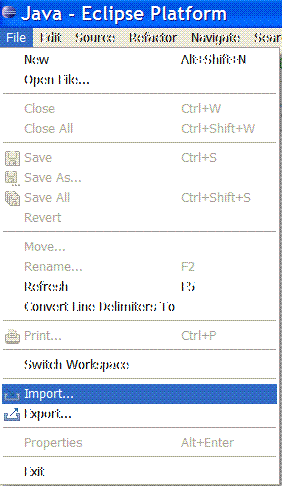 Java - Eclipse Platform
File Edit Source Refactor Navigate Sear
New Alt+Shift+N
Open File...
Close Ctrl+W
Close All Ctrl+Shift+W
Save Ctrl+S
Save As...
Save All Ctrl+Shift+S
Revert
Move...
Rename... F2
Refresh F5
Convert Line Delimiters To
Print... Ctrl+P
Switch Workspace
Import...
Export...
Properties Alt+Enter
Exit